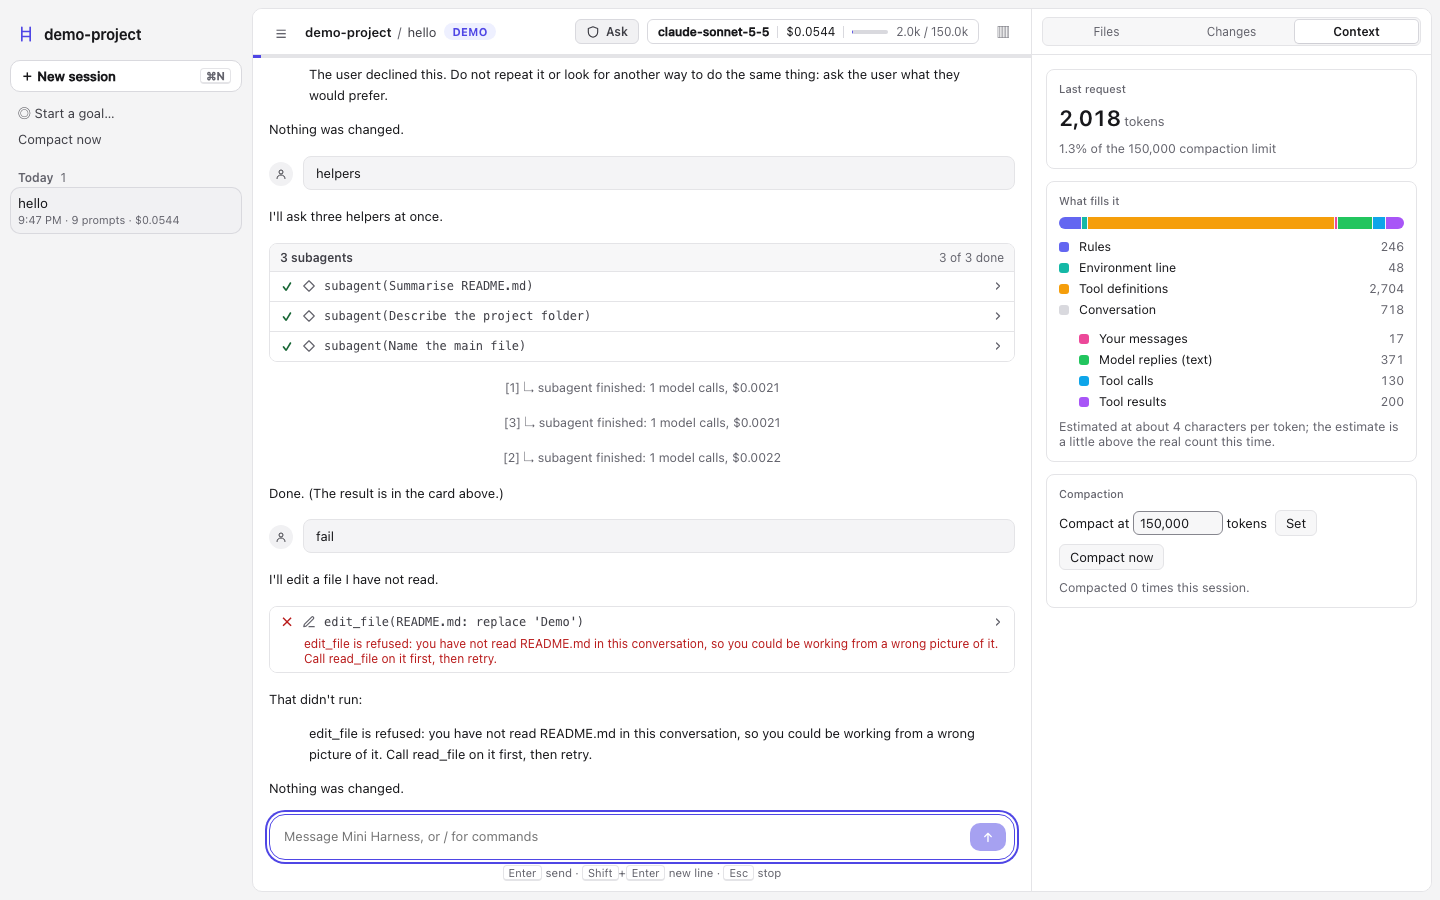 demo-project
+ New session ⌘N
Start a goal...
Compact now
Today 1
hello
9:47 PM · 9 prompts · $0.0544
demo-project / hello DEMO
Ask
claude-sonnet-5-5 $0.0544 2.0k / 150.0k
The user declined this. Do not repeat it or look for another way to do the same thing: ask the user what they
would prefer.
Nothing was changed.
helpers
I'll ask three helpers at once.
3 subagents 3 of 3 done
subagent(Summarise README.md)
subagent(Describe the project folder)
subagent(Name the main file)
[1] subagent finished: 1 model calls, $0.0021
[3] subagent finished: 1 model calls, $0.0021
[2] subagent finished: 1 model calls, $0.0022
Done. (The result is in the card above.)
fail
I'll edit a file I have not read.
edit_file(README.md: replace 'Demo')
edit_file is refused: you have not read README.md in this conversation, so you could be working from a wrong picture of it.
Call read_file on it first, then retry.
That didn't run:
edit_file is refused: you have not read README.md in this conversation, so you could be working from a wrong
picture of it. Call read_file on it first, then retry.
Nothing was changed.
Message Mini Harness, or / for commands
Enter send · Shift+Enter new line · Esc stop
Files Changes Context
Last request
2,018 tokens
1.3% of the 150,000 compaction limit
What fills it
Rules 246
Environment line 48
Tool definitions 2,704
Conversation 718
Your messages 17
Model replies (text) 371
Tool calls 130
Tool results 200
Estimated at about 4 characters per token; the estimate is
a little above the real count this time.
Compaction
Compact at 150,000 tokens Set
Compact now
Compacted 0 times this session.